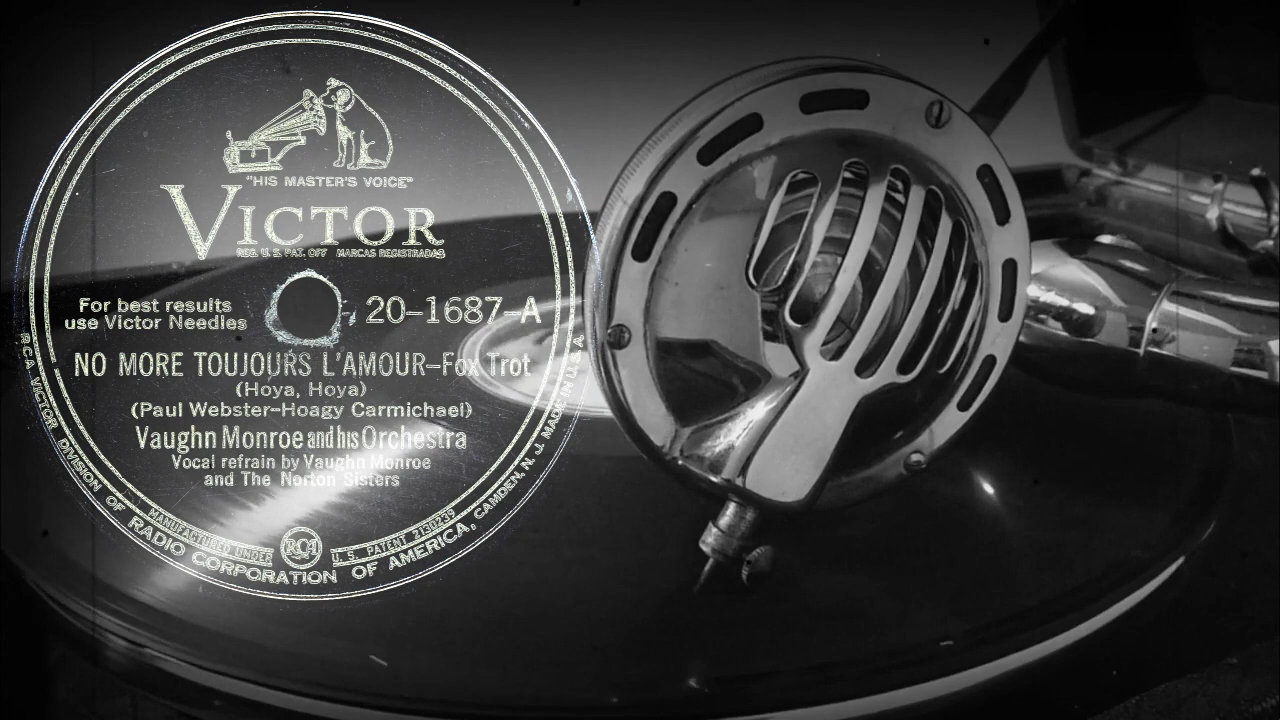 "HIS MASTER'S VOICE"
VICTOR
REG. U. S. PAT. OFF MARCAS REGISTRADAS
For best results
use Victor Needles
20-1687-A
NO MORE TOUJOURS L'AMOUR-Fox Trot
(Hoya, Hoya)
(Paul Webster-Hoagy Carmichael)
Vaughn Monroe and his Orchestra
Vocal refrain by Vaughn Monroe
and The Norton Sisters
MANUFACTURED UNDER RCA U. S. PATENT 2130239
RCA VICTOR DIVISION OF RADIO CORPORATION OF AMERICA, CAMDEN, N. J. MADE IN U.S.A.